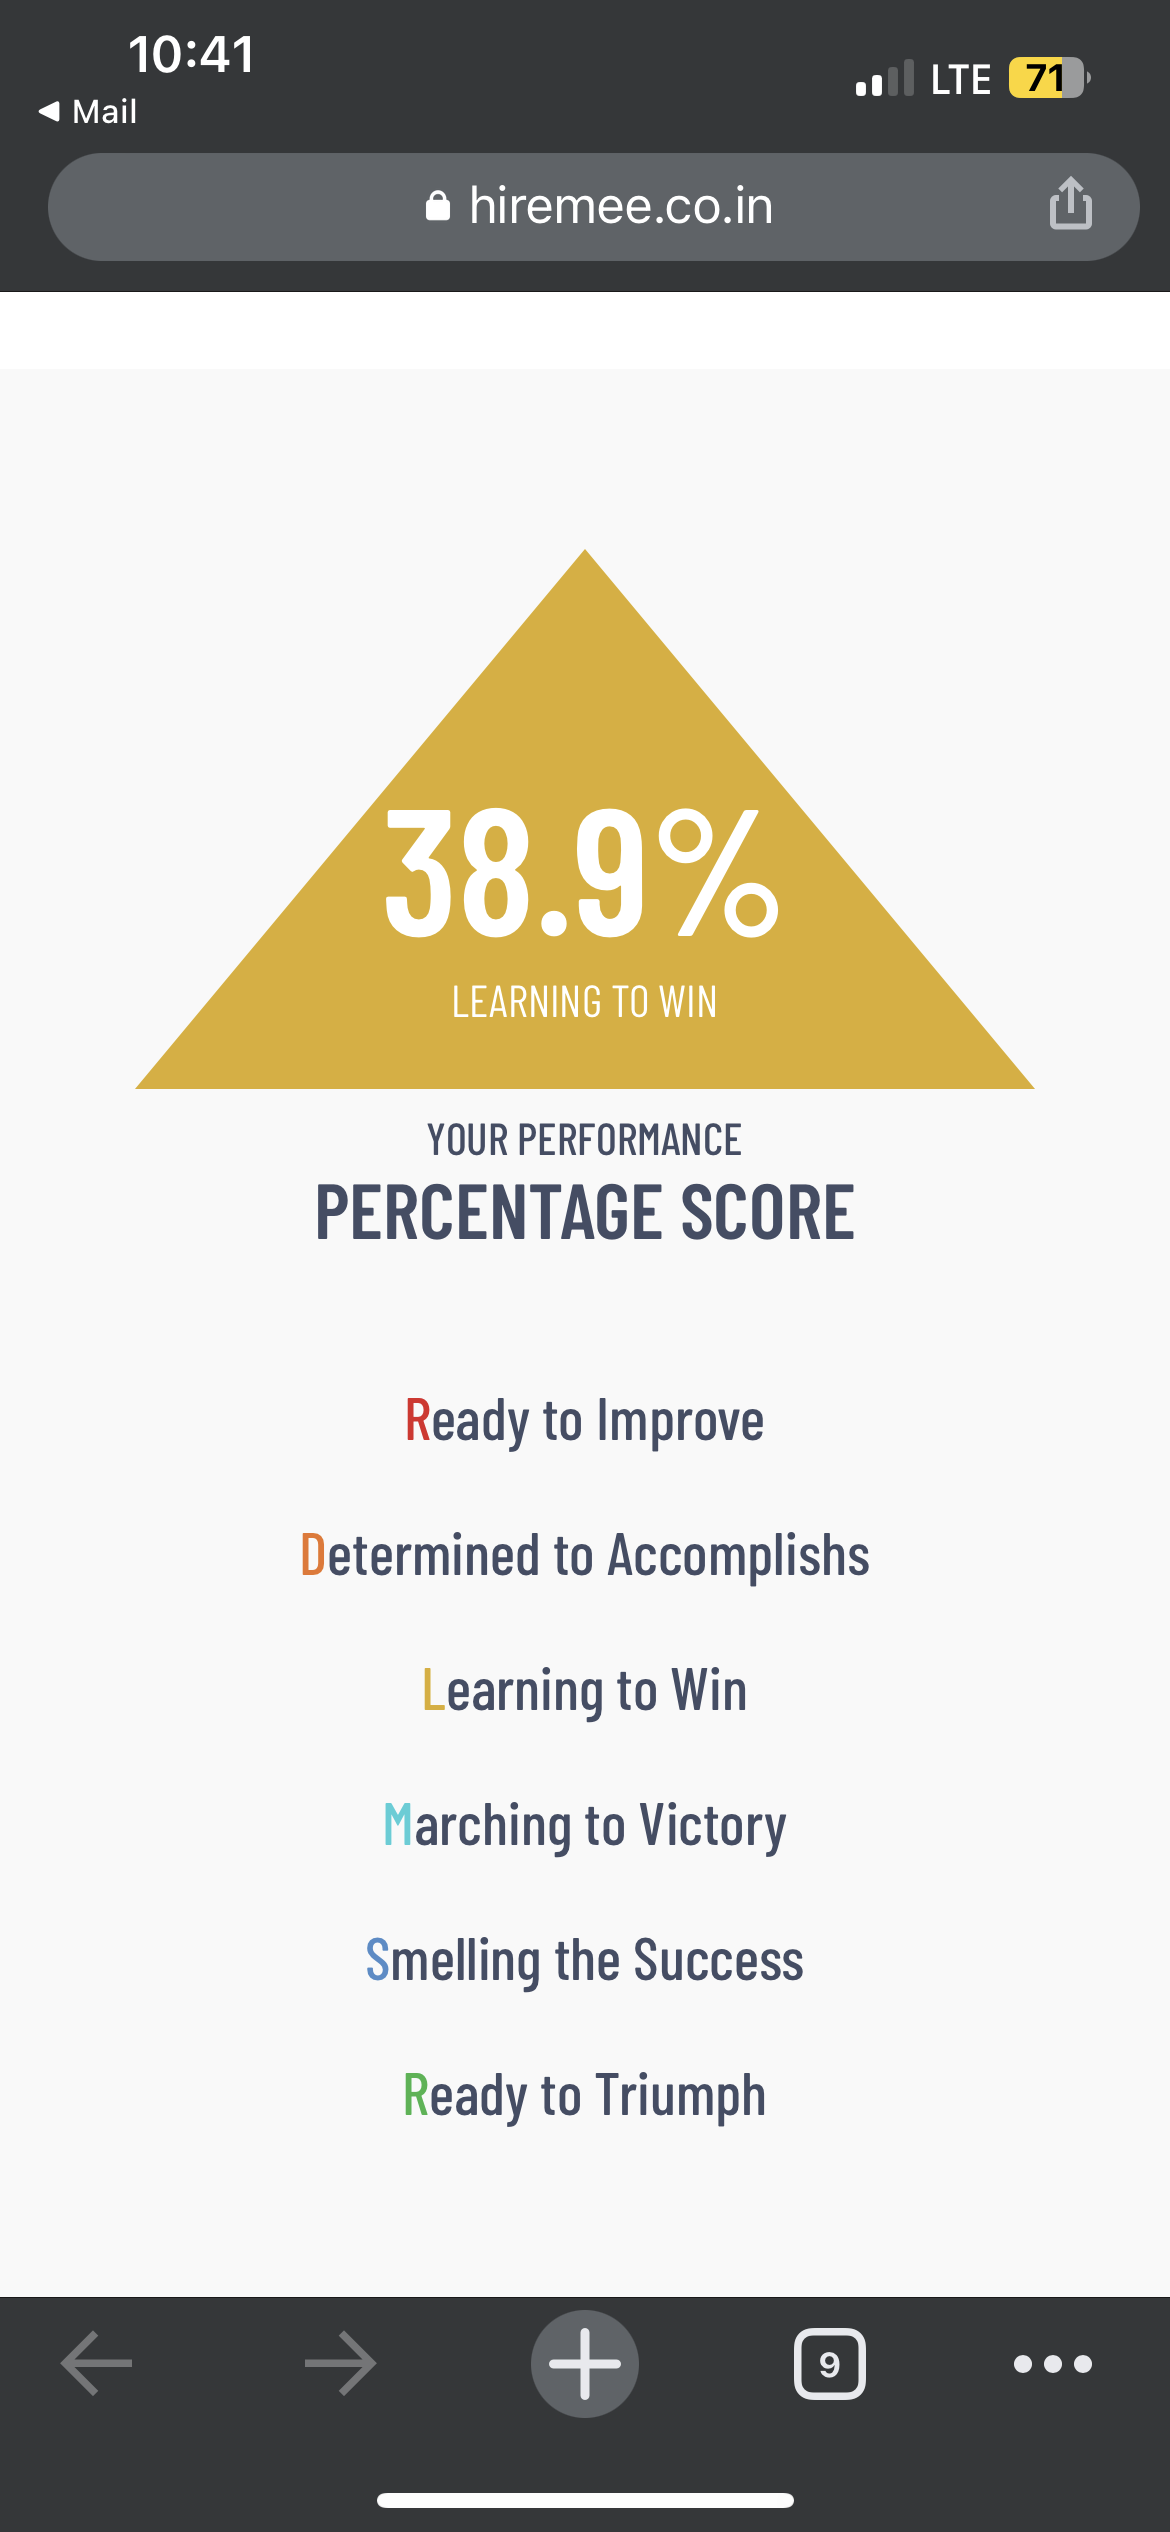 10:41
LTE 71
Mail
hiremee.co.in
38.9%
LEARNING TO WIN
YOUR PERFORMANCE
PERCENTAGE SCORE
Ready to Improve
Determined to Accomplishs
Learning to Win
Marching to Victory
Smelling the Success
Ready to Triumph
9